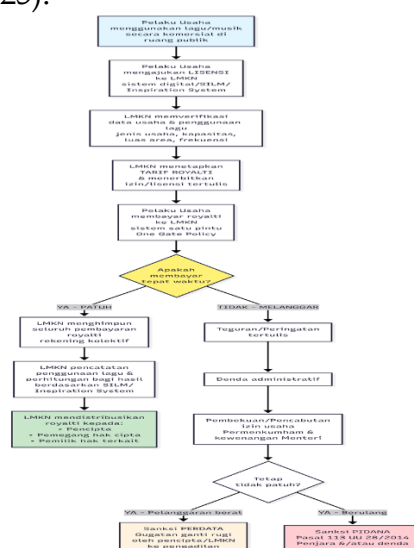 25).
Pelaku Usaha
menggunakan lagu/musik
secara komersial di
ruang publik
Pelaku Usaha
mengajukan LISENSI
ke LMKN
sistem digital/SILM/
Inspiration System
LMKN memverifikasi
data usaha & penggunaan
lagu
jenis usaha, kapasitas,
luas area, frekuensi
LMKN menetapkan
TARIF ROYALTI
& menerbitkan
izin/lisensi tertulis
Pelaku Usaha
membayar royalti
ke LMKN
sistem satu pintu
One Gate Policy
Apakah
membayar
tepat waktu?
YA - PATUH
TIDAK - MELANGGAR
LMKN menghimpun
seluruh pembayaran
royalti
rekening kolektif
Teguran/Peringatan
tertulis
LMKN pencatatan
penggunaan lagu &
perhitungan bagi hasil
berdasarkan SILM/
Inspiration System
Denda administratif
LMKN mendistribusikan
royalti kepada:
• Pencipta
• Pemegang hak cipta
• Pemilik hak terkait
Pembekuan/Pencabutan
izin usaha
Permenkumham &
kewenangan Menteri
Tetap
tidak patuh?
YA - Pelanggaran berat
YA - Berulang
Sanksi PERDATA
Gugatan ganti rugi
oleh pencipta/LMKN
ke pengadilan
Sanksi PIDANA
Pasal 113 UU 28/2014
Penjara &/atau denda